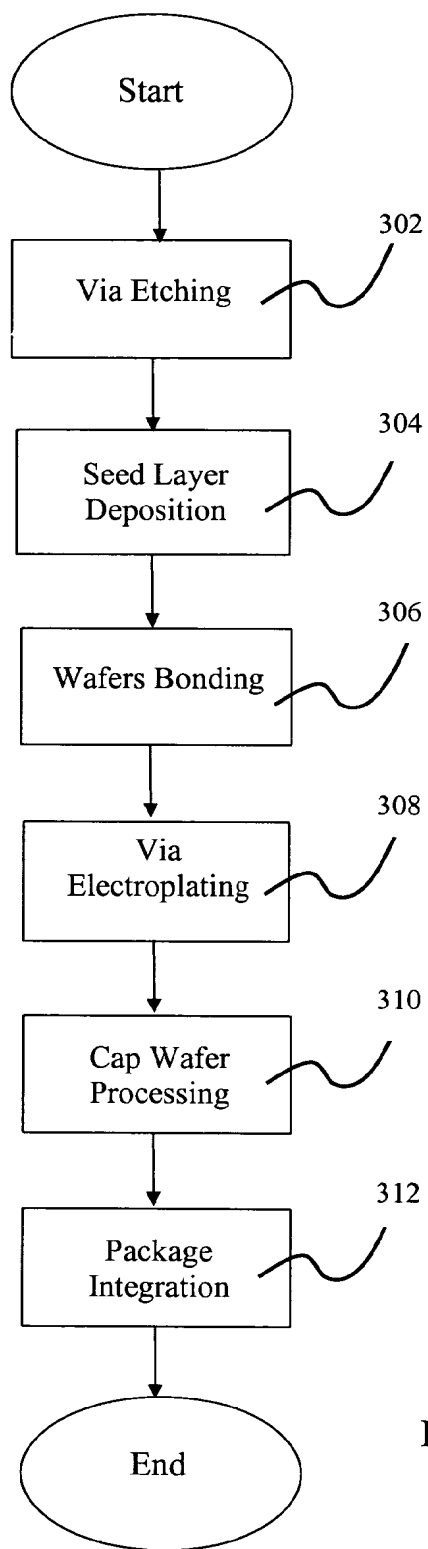 Start
302
Via Etching
304
Seed Layer
Deposition
306
Wafers Bonding
308
Via
Electroplating
310
Cap Wafer
Processing
312
Package
Integration
End